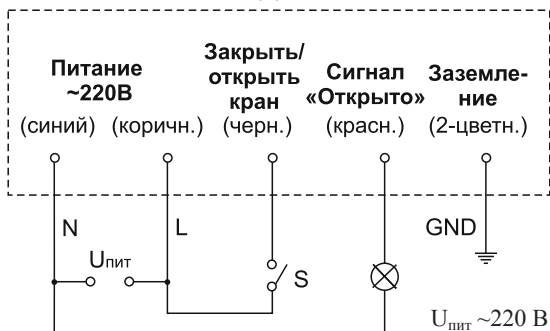 Питание
~220В
(синий) (коричн.)
Закрыть/
открыть
кран
(черн.)
Сигнал
«Открыто»
(красн.)
Заземле-
ние
(2-цветн.)
N
L
GND
Uпит
S
Uпит ~220 В